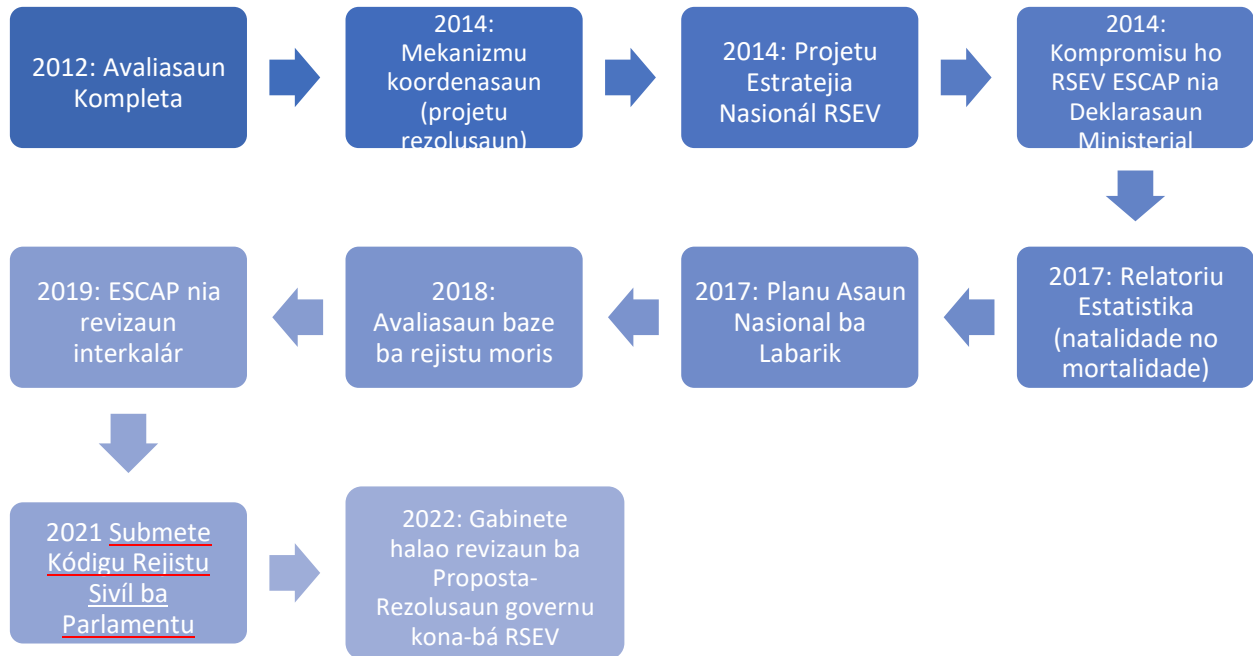 2012: Avaliasaun
Kompleta
2014:
Mekanizmu
koordenasaun
(projetu
rezolusaun)
2014: Projetu
Estratejia
Nasionál RSEV
2014:
Kompromisu ho
RSEV ESCAP nia
Deklarasaun
Ministerial
2017: Relatoriu
Estatistika
(natalidade no
mortalidade)
2017: Planu Asaun
Nasional ba
Labarik
2018:
Avaliasaun baze
ba rejistu moris
2019: ESCAP nia
revizaun
interkalár
2021 Submete
Kódigu Rejistu
Sivíl ba
Parlamentu
2022: Gabinete
halao revizaun ba
Proposta-
Rezolusaun governu
kona-bá RSEV